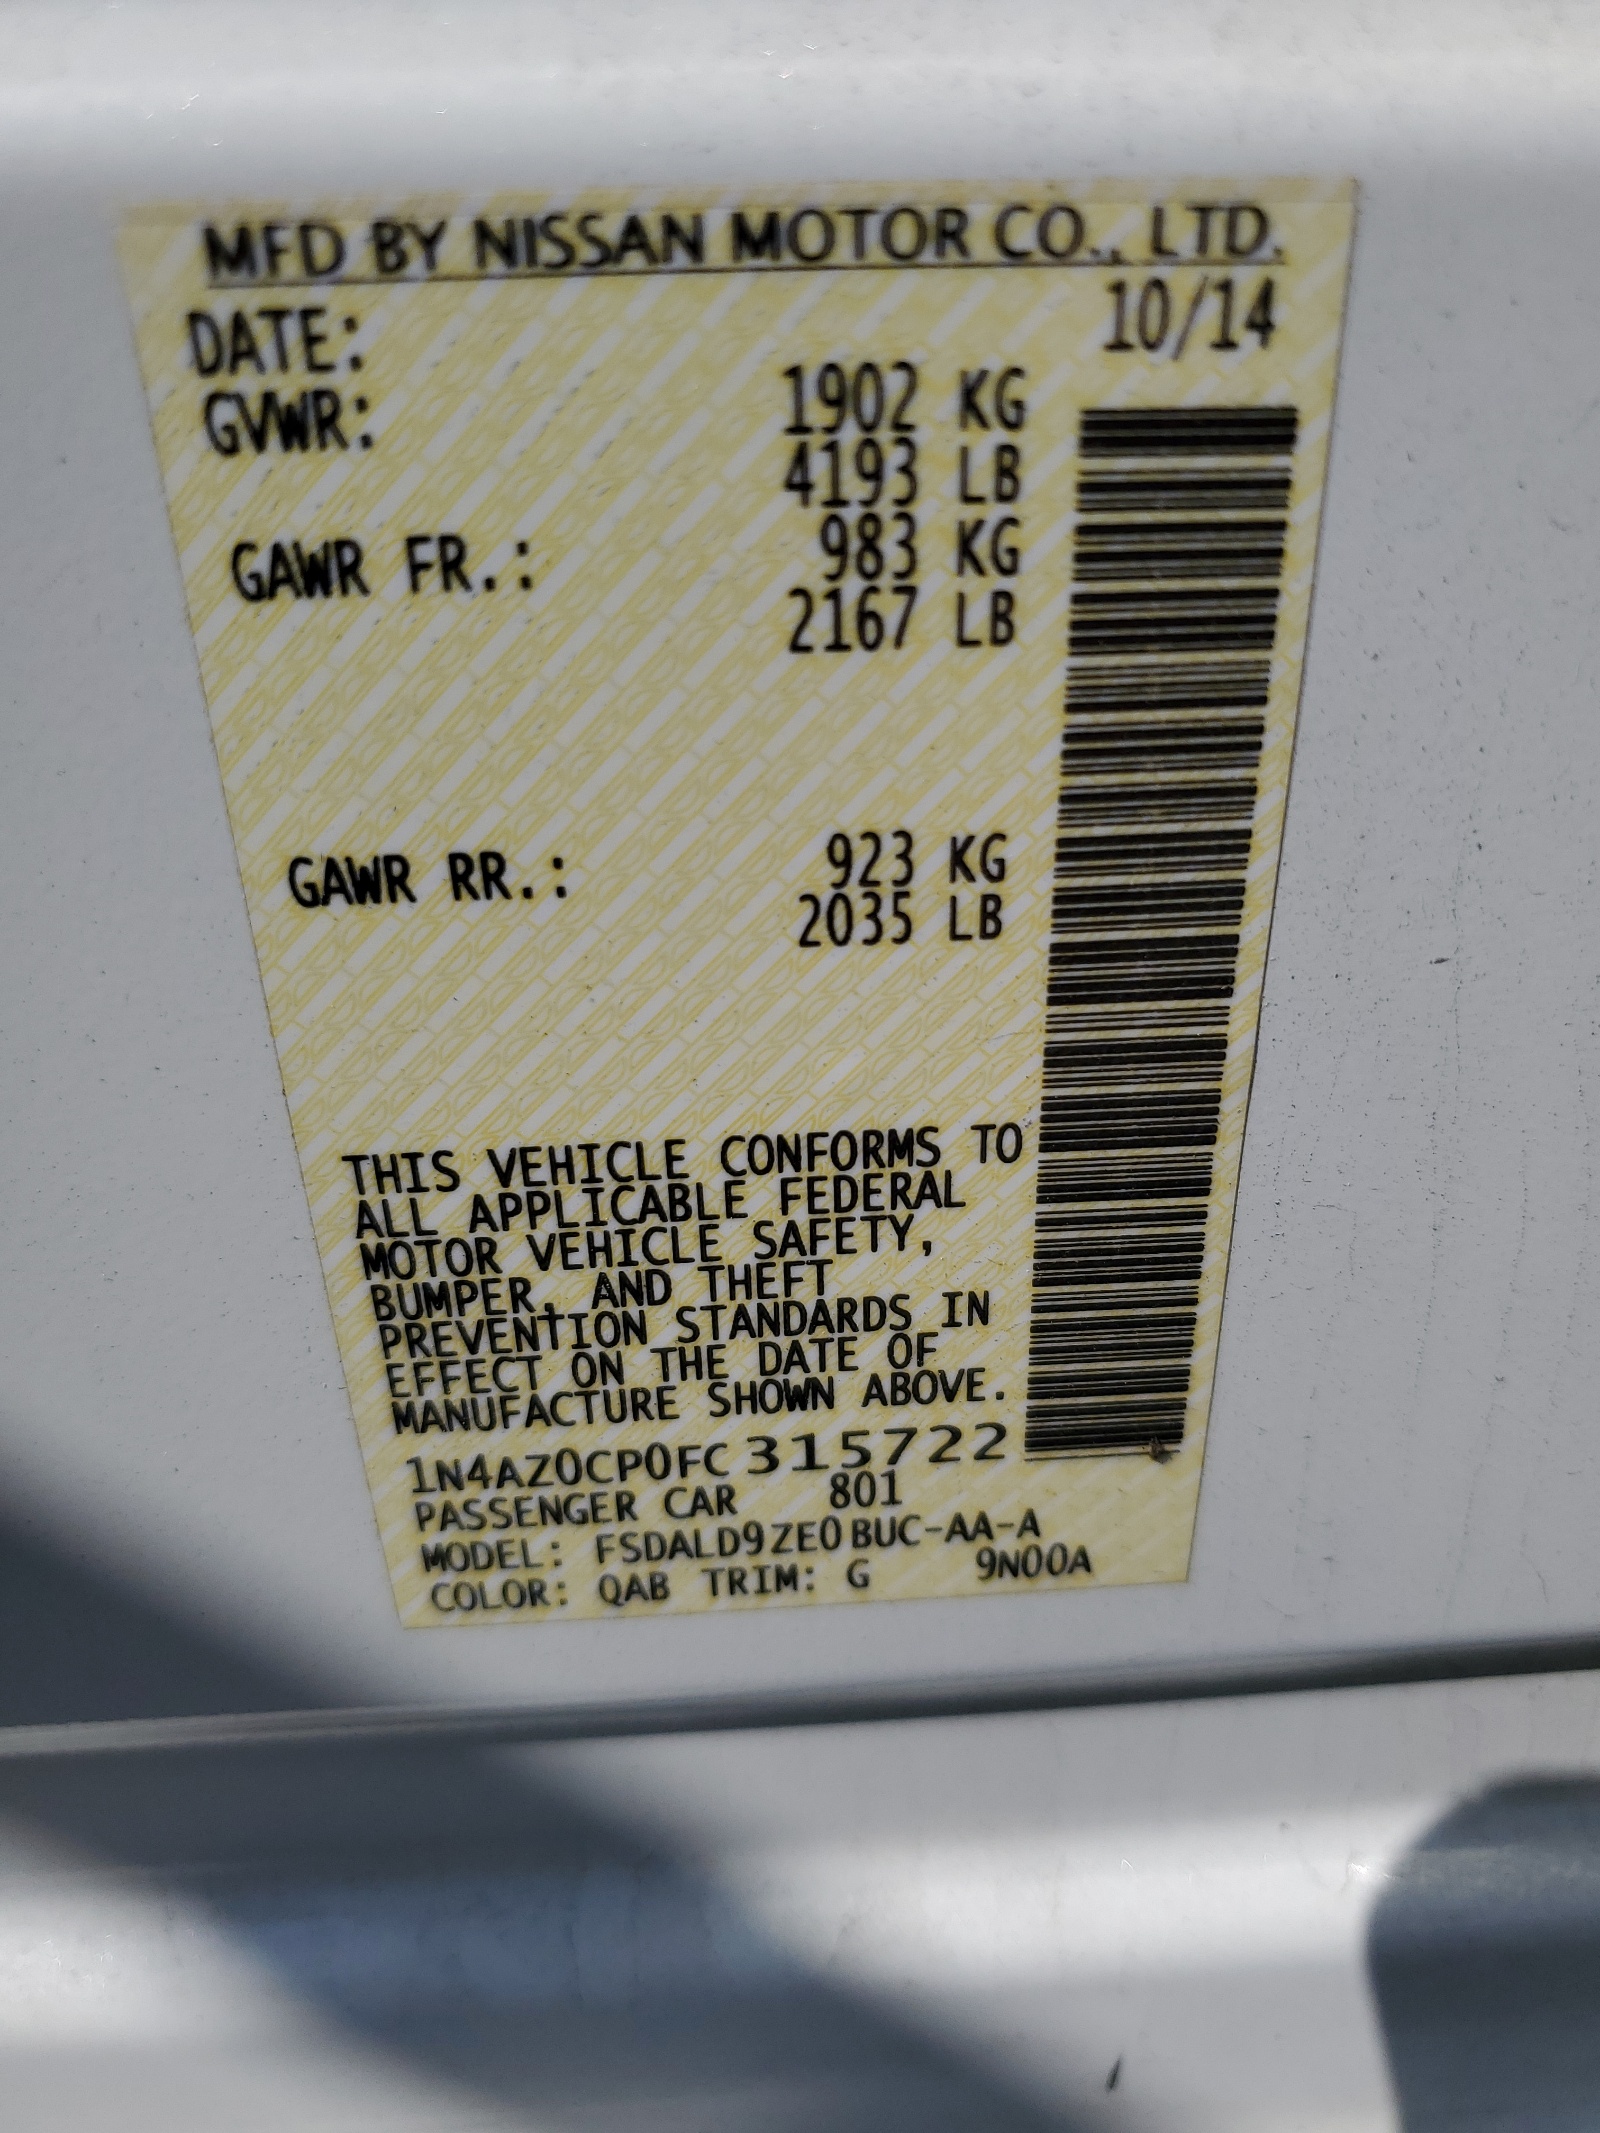 MFD BY NISSAN MOTOR CO., LTD.
DATE: 10/14
GVWR: 1902 KG
4193 LB
GAWR FR.: 983 KG
2167 LB
GAWR RR.: 923 KG
2035 LB
THIS VEHICLE CONFORMS TO
ALL APPLICABLE FEDERAL
MOTOR VEHICLE SAFETY,
BUMPER, AND THEFT
PREVENTION STANDARDS IN
EFFECT ON THE DATE OF
MANUFACTURE SHOWN ABOVE.
1N4AZ0CP0FC315722
PASSENGER CAR 801
MODEL: FSDALD9ZE0BUC-AA-A
COLOR: QAB TRIM: G 9N00A